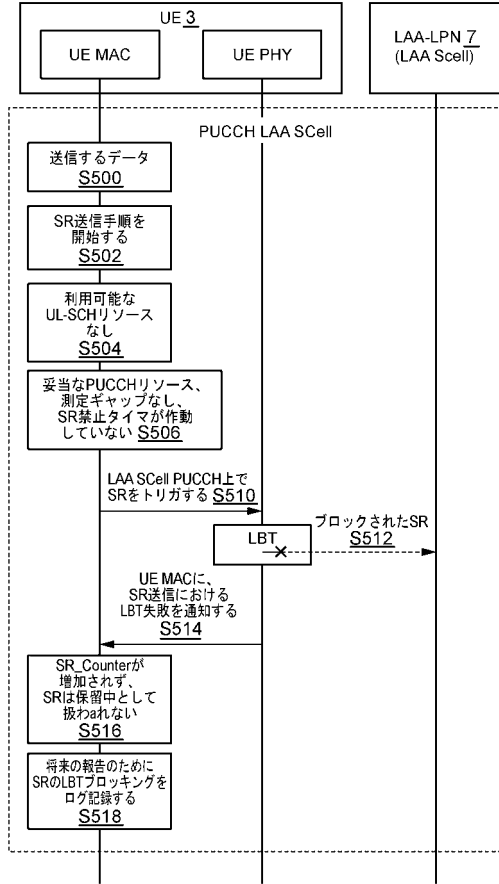 UE 3
UE MAC
UE PHY
LAA-LPN 7
(LAA Scell)
PUCCH LAA SCell
送信するデータ
S500
SR送信手順を
開始する
S502
利用可能な
UL-SCHリソース
なし
S504
妥当なPUCCHリソース、
測定ギャップなし、
SR禁止タイマが作動
していない S506
LAA SCell PUCCH上で
SRをトリガする S510
LBT
ブロックされたSR
S512
UE MACに、
SR送信における
LBT失敗を通知する
S514
SR_Counterが
増加されず、
SRは保留中として
扱わaれない
S516
将来の報告のために
SRのLBTブロッキングを
ログ記録する
S518